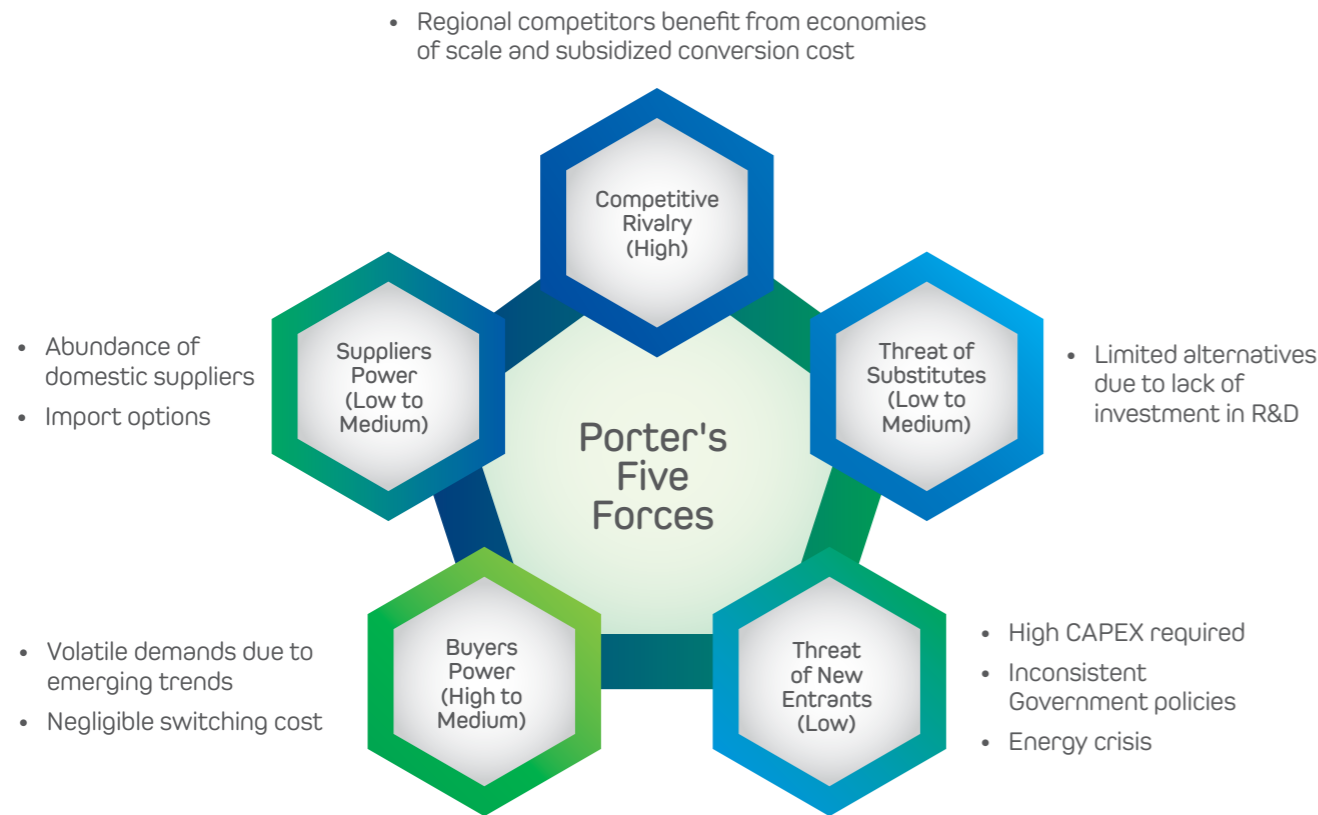 • Regional competitors benefit from economies
of scale and subsidized conversion cost
Competitive
Rivalry
(High)
• Abundance of
domestic suppliers
• Import options
Suppliers
Power
(Low to
Medium)
Threat of
Substitutes
(Low to
Medium)
• Limited alternatives
due to lack of
investment in R&D
Porter's
Five
Forces
• Volatile demands due to
emerging trends
• Negligible switching cost
Buyers
Power
(High to
Medium)
Threat
of New
Entrants
(Low)
• High CAPEX required
• Inconsistent
Government policies
• Energy crisis